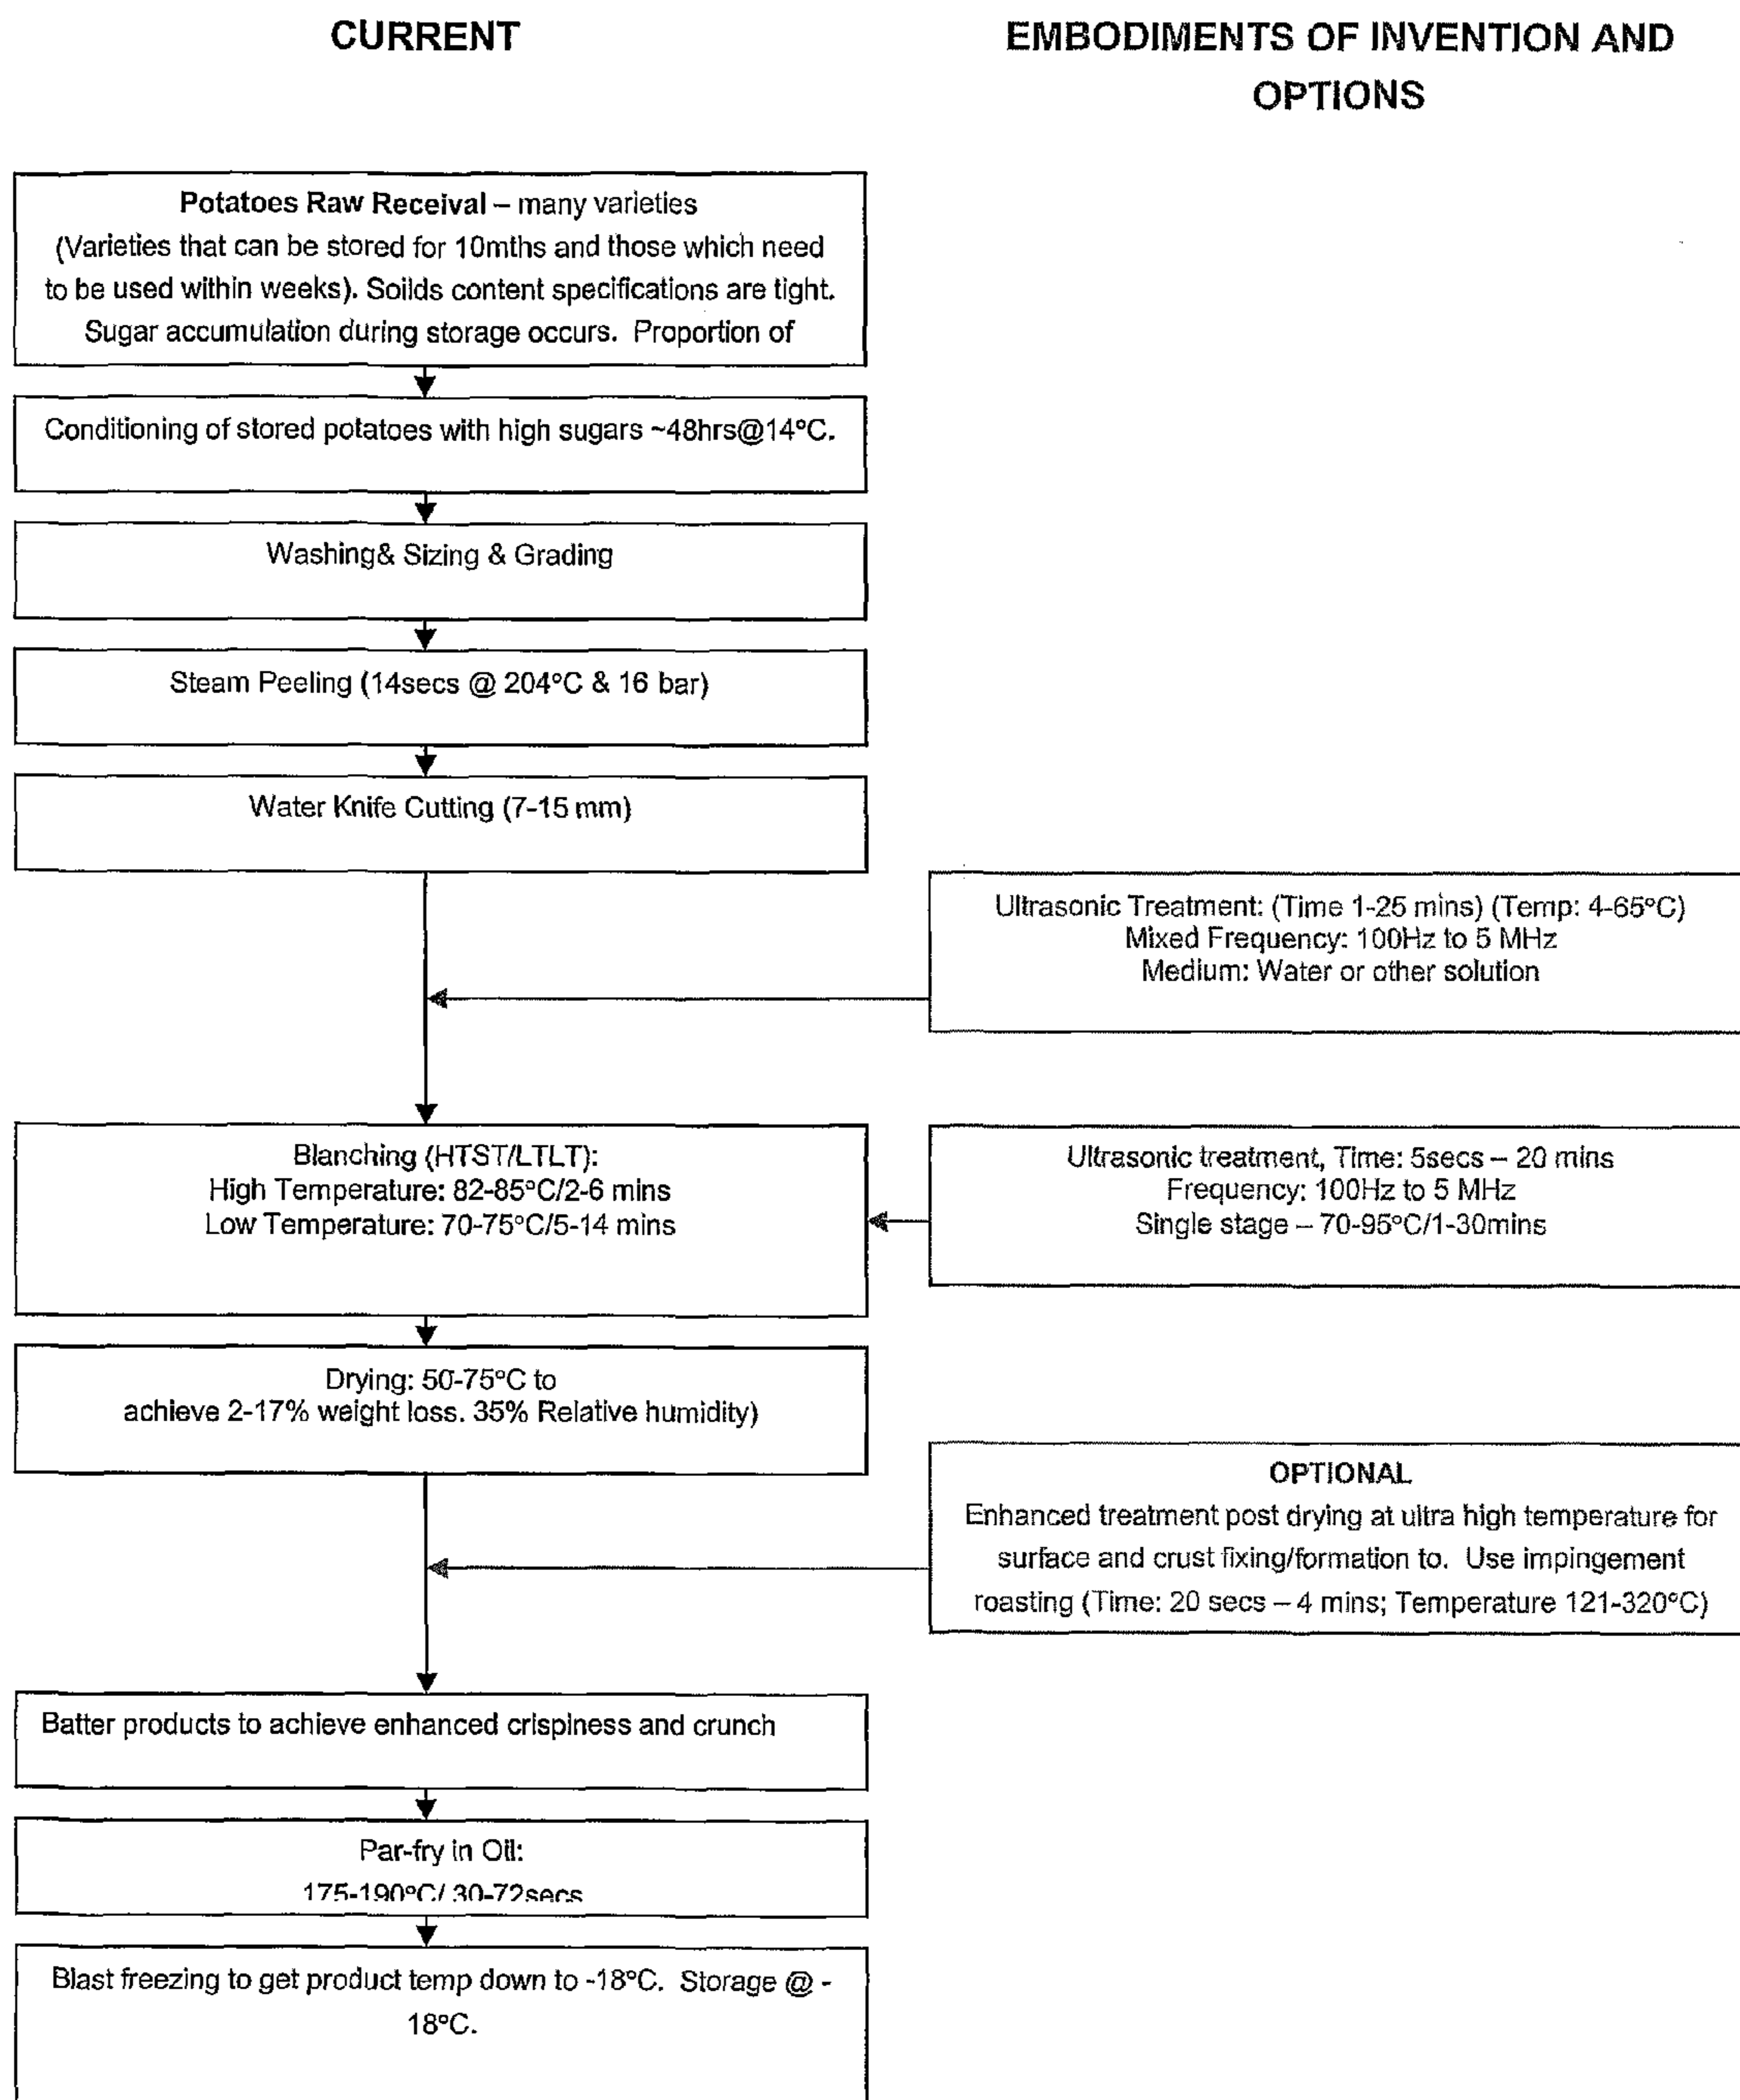 CURRENT
EMBODIMENTS OF INVENTION AND
OPTIONS
Potatoes Raw Receival – many varieties
(Varieties that can be stored for 10mths and those which need
to be used within weeks). Soilds content specifications are tight.
Sugar accumulation during storage occurs. Proportion of
Conditioning of stored potatoes with high sugars ~48hrs@14°C.
Washing& Sizing & Grading
Steam Peeling (14secs @ 204°C & 16 bar)
Water Knife Cutting (7-15 mm)
Ultrasonic Treatment: (Time 1-25 mins) (Temp: 4-65°C)
Mixed Frequency: 100Hz to 5 MHz
Medium: Water or other solution
Blanching (HTST/LTLT):
High Temperature: 82-85°C/2-6 mins
Low Temperature: 70-75°C/5-14 mins
Ultrasonic treatment, Time: 5secs – 20 mins
Frequency: 100Hz to 5 MHz
Single stage – 70-95°C/1-30mins
Drying: 50-75°C to
achieve 2-17% weight loss. 35% Relative humidity)
OPTIONAL
Enhanced treatment post drying at ultra high temperature for
surface and crust fixing/formation to. Use impingement
roasting (Time: 20 secs – 4 mins; Temperature 121-320°C)
Batter products to achieve enhanced crispiness and crunch
Par-fry in Oil:
175-190°C/ 30-72secs
Blast freezing to get product temp down to -18°C. Storage @ -
18°C.